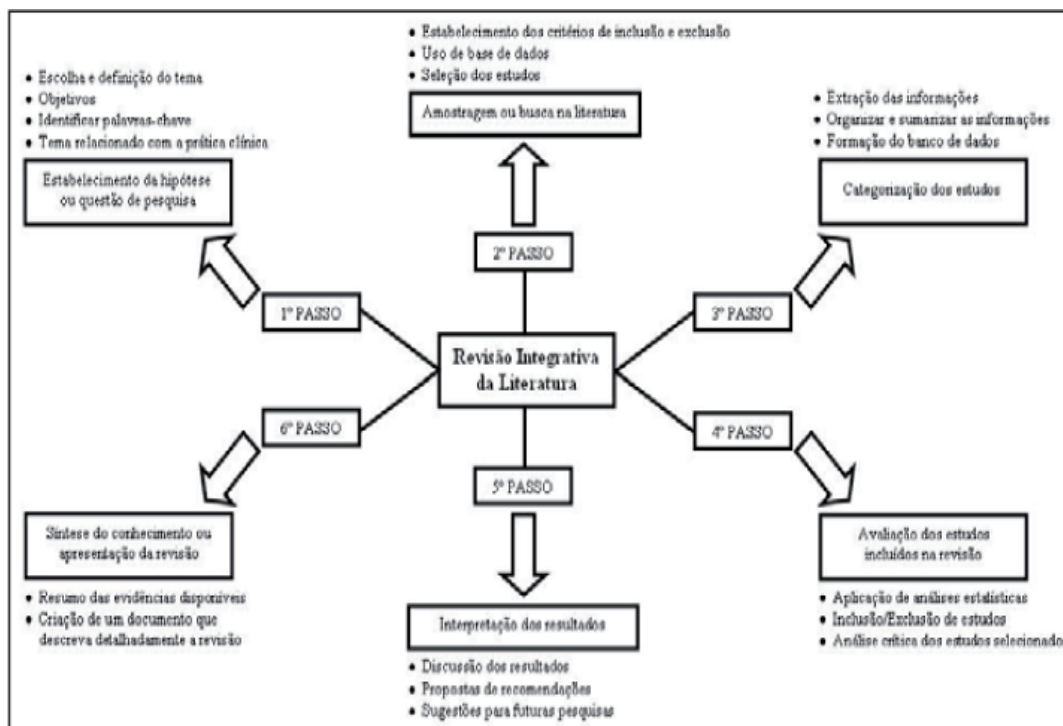 • Escolha e definição do tema
• Objetivos
• Identificar palavras-chave
• Tema relacionado com a prática clínica
Estabelecimento da hipótese
ou questão de pesquisa
1º PASSO
• Estabelecimento dos critérios de inclusão e exclusão
• Uso de base de dados
• Seleção dos estudos
Amostragem ou busca na literatura
2º PASSO
• Extração das informações
• Organizar e sumarizar as informações
• Formação do banco de dados
Categorização dos estudos
3º PASSO
Revisão Integrativa
da Literatura
4º PASSO
Avaliação dos estudos
incluídos na revisão
• Aplicação de análises estatísticas
• Inclusão/Exclusão de estudos
• Análise crítica dos estudos selecionado
5º PASSO
Interpretação dos resultados
• Discussão dos resultados
• Propostas de recomendações
• Sugestões para futuras pesquisas
6º PASSO
Síntese do conhecimento ou
apresentação da revisão
• Resumo das evidências disponíveis
• Criação de um documento que
descreva detalhadamente a revisão